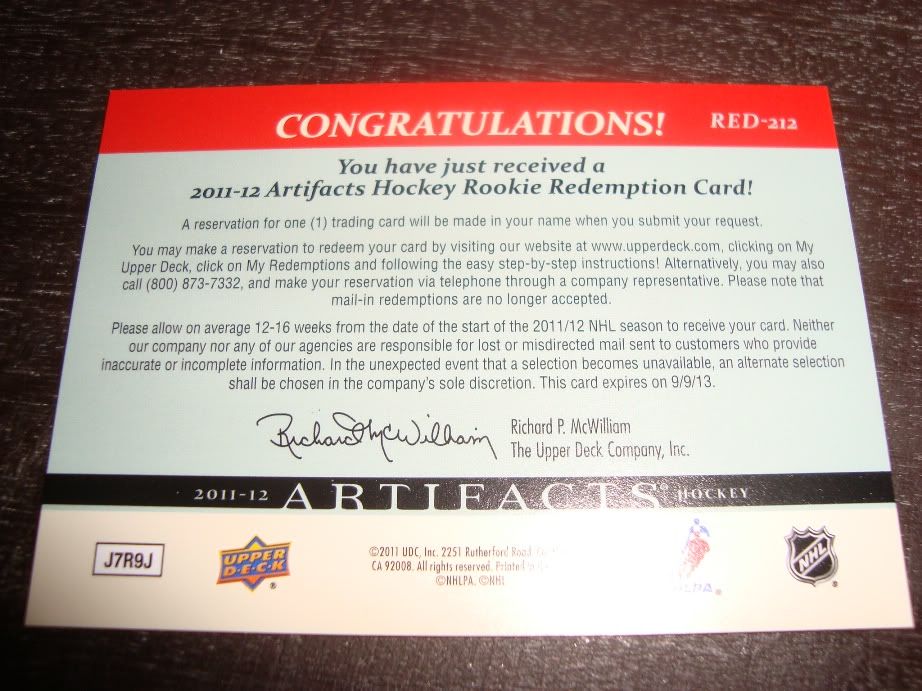 CONGRATULATIONS!
RED-212
You have just received a
2011-12 Artifacts Hockey Rookie Redemption Card!
A reservation for one (1) trading card will be made in your name when you submit your request.
You may make a reservation to redeem your card by visiting our website at www.upperdeck.com, clicking on My
Upper Deck, click on My Redemptions and following the easy step-by-step instructions! Alternatively, you may also
call (800) 873-7332, and make your reservation via telephone through a company representative. Please note that
mail-in redemptions are no longer accepted.
Please allow on average 12-16 weeks from the date of the start of the 2011/12 NHL season to receive your card. Neither
our company nor any of our agencies are responsible for lost or misdirected mail sent to customers who provide
inaccurate or incomplete information. In the unexpected event that a selection becomes unavailable, an alternate selection
shall be chosen in the company's sole discretion. This card expires on 9/9/13.
Richard McWilliam
Richard P. McWilliam
The Upper Deck Company, Inc.
2011-12 ARTIFACTS® HOCKEY
J7R9J
UPPER
D·E·C·K
®
©2011 UDC, Inc. 2251 Rutherford Road,
CA 92008. All rights reserved. Printed
©NHLPA. ©NHL
NHL
®